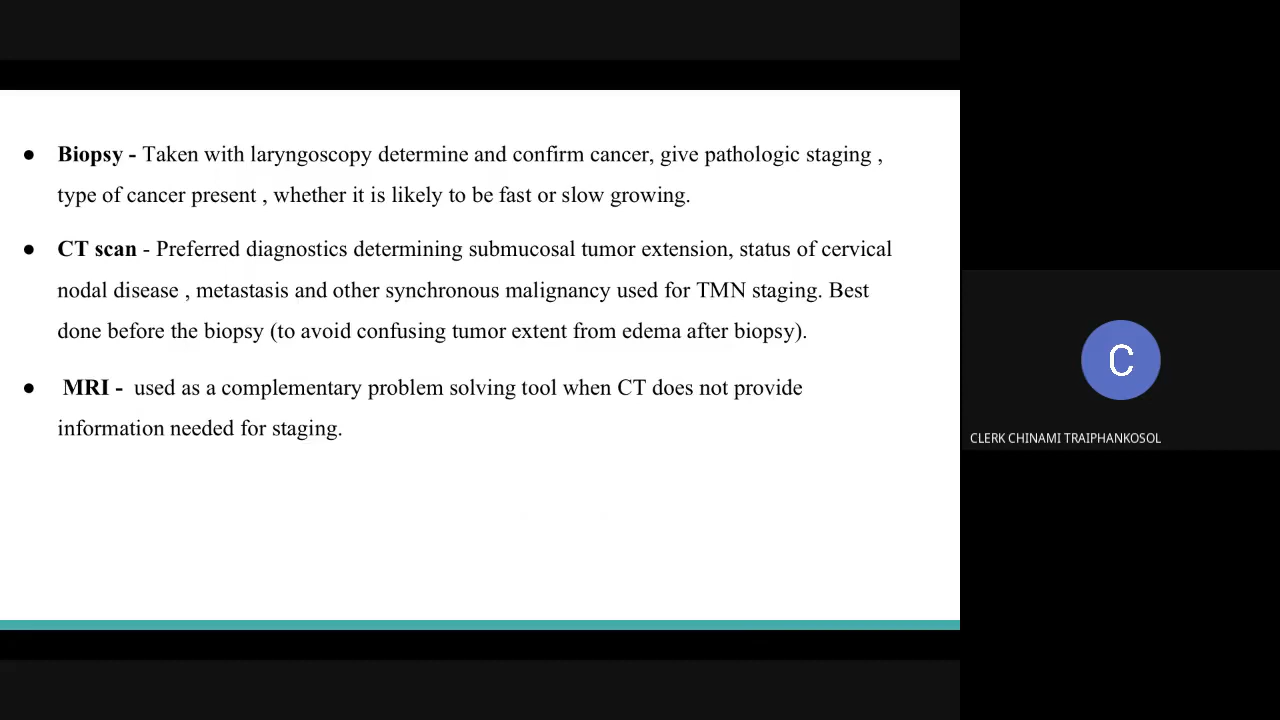 ● Biopsy - Taken with laryngoscopy determine and confirm cancer, give pathologic staging ,
type of cancer present , whether it is likely to be fast or slow growing.
● CT scan - Preferred diagnostics determining submucosal tumor extension, status of cervical
nodal disease , metastasis and other synchronous malignancy used for TMN staging. Best
done before the biopsy (to avoid confusing tumor extent from edema after biopsy).
● MRI - used as a complementary problem solving tool when CT does not provide
information needed for staging.
C
CLERK CHINAMI TRAIPHANKOSOL